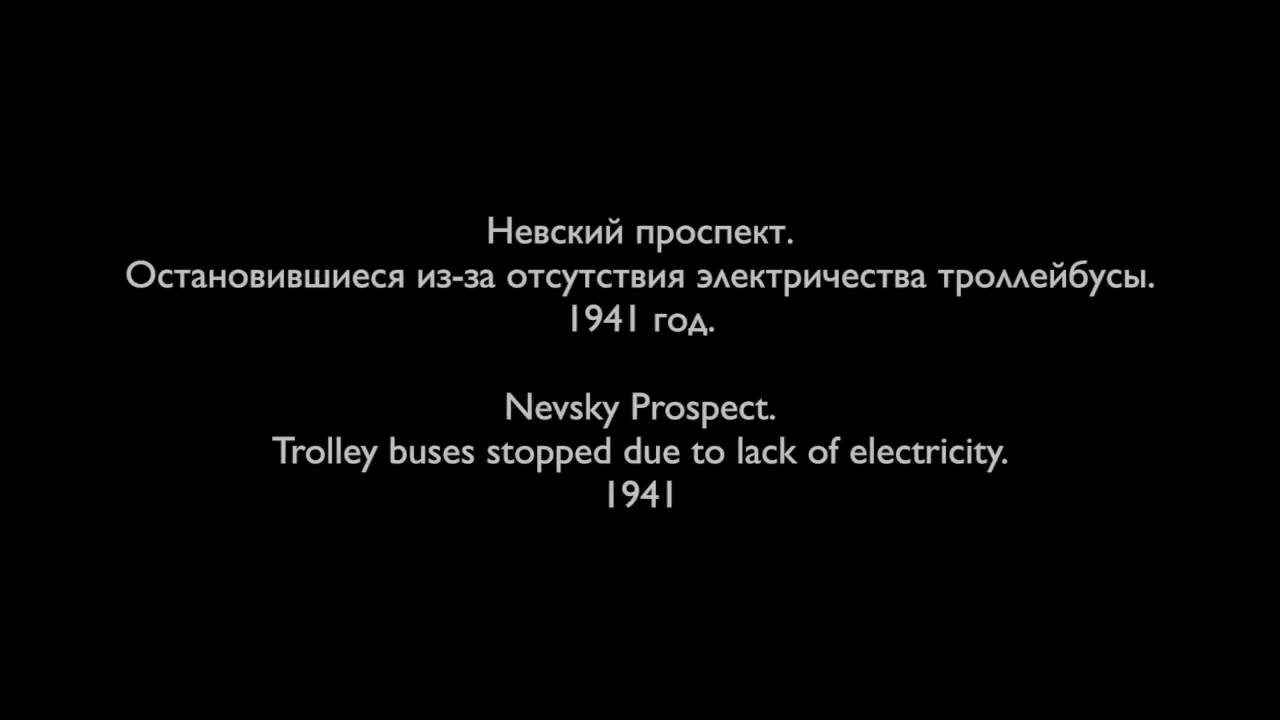 Невский проспект.
Остановившиеся из-за отсутствия электричества троллейбусы.
1941 год.
Nevsky Prospect.
Trolley buses stopped due to lack of electricity.
1941